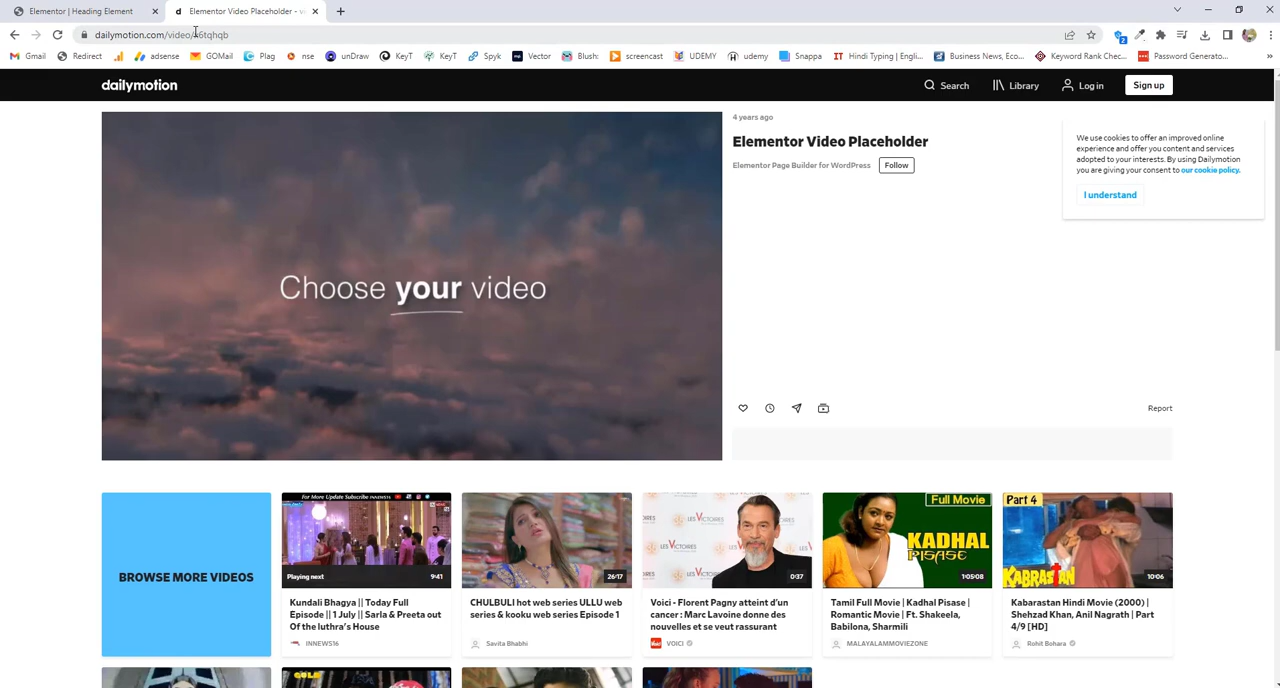 Elementor | Heading Element
Elementor Video Placeholder - v
dailymotion.com/video/x6tqhqb
Gmail Redirect adsense GOMail Plag nse unDraw KeyT KeyT Spyk Vector Blush: screencast UDEMY udemy Snappa Hindi Typing | Engli... Business News, Eco... Keyword Rank Chec... Password Generato... »
dailymotion
Search Library Log in Sign up
4 years ago
Elementor Video Placeholder
Elementor Page Builder for WordPress Follow
We use cookies to offer an improved online
experience and offer you content and services
adopted to your interests. By using Dailymotion
you are giving your consent to our cookie policy.
I understand
Choose your video
Report
BROWSE MORE VIDEOS
For More Update Subscribe INNEWS16
Playing next 9:41
Kundali Bhagya || Today Full
Episode || 1 July || Sarla & Preeta out
Of the luthra's House
INNEWS16
26:17
CHULBULI hot web series ULLU web
series & kooku web series Episode 1
Savita Bhabhi
LES VICTOIRES
0:37
Voici - Florent Pagny atteint d'un
cancer : Marc Lavoine donne des
nouvelles et se veut rassurant
VOICI
Full Movie
KADHAL
PISASE
1:05:08
Tamil Full Movie | Kadhal Pisase |
Romantic Movie | Ft. Shakeela,
Babilona, Sharmili
MALAYALAMMOVIEZONE
Part 4
KABRASTAN
10:06
Kabarastan Hindi Movie (2000) |
Shehzad Khan, Anil Nagrath | Part
4/9 [HD]
Rohit Bohara
GOLD